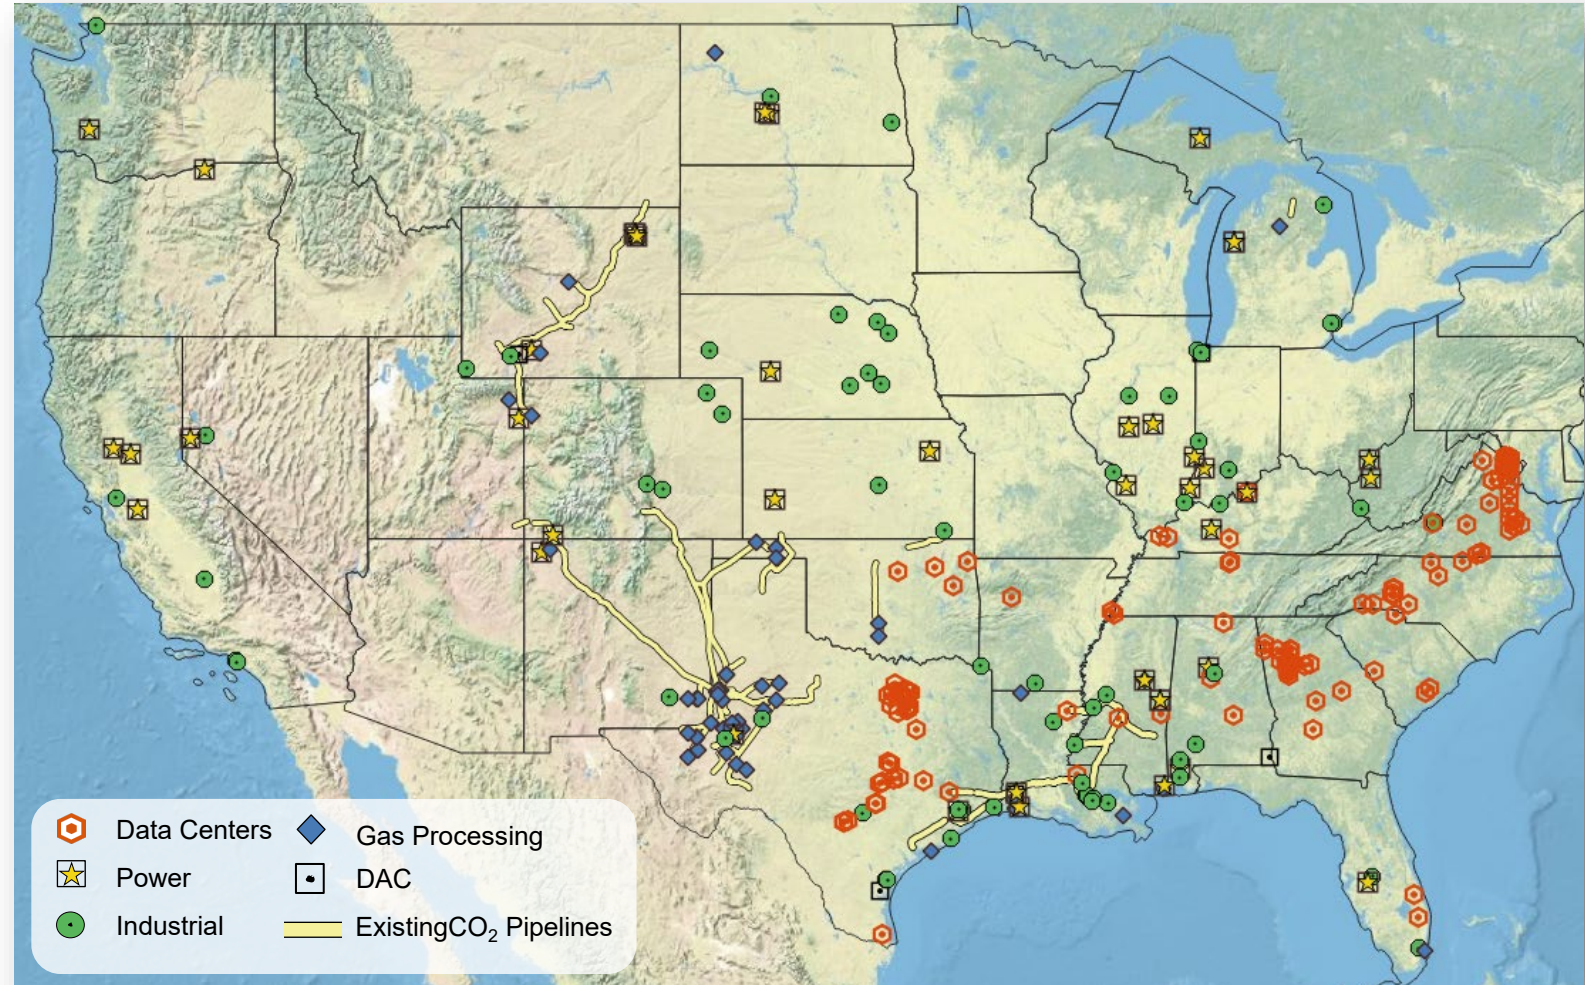 Data Centers
Gas Processing
Power
DAC
Industrial
ExistingCO₂ Pipelines